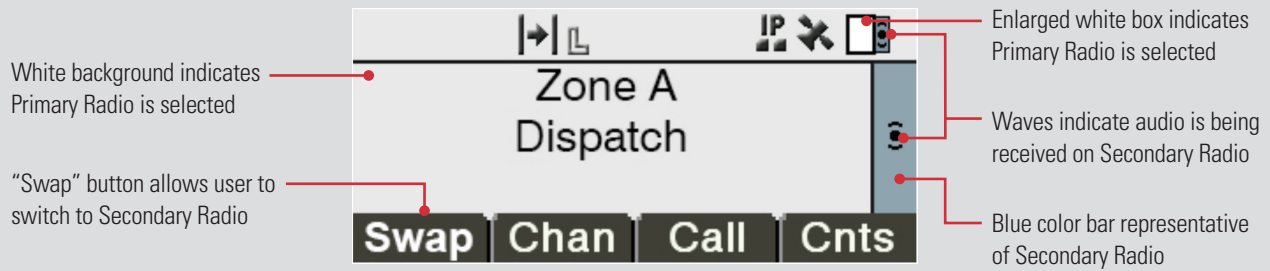 White background indicates
Primary Radio is selected
"Swap" button allows user to
switch to Secondary Radio
IP
Zone A
Dispatch
Swap
Chan
Call
Cnts
Enlarged white box indicates
Primary Radio is selected
Waves indicate audio is being
received on Secondary Radio
Blue color bar representative
of Secondary Radio